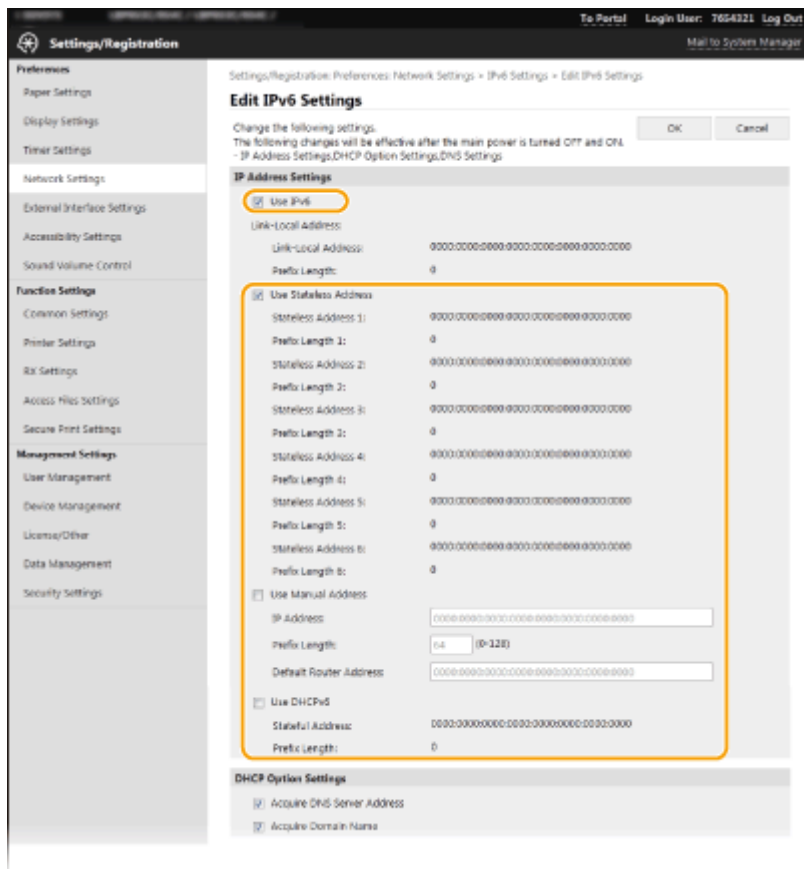 To Portal Login User: 7654321 Log Out
Settings/Registration
Mail to System Manager
Preferences
Paper Settings
Display Settings
Timer Settings
Network Settings
External Interface Settings
Accessibility Settings
Sound Volume Control
Function Settings
Common Settings
Printer Settings
RX Settings
Access Files Settings
Secure Print Settings
Management Settings
User Management
Device Management
License/Other
Data Management
Security Settings
Settings/Registration: Preferences: Network Settings > IPv6 Settings > Edit IPv6 Settings
Edit IPv6 Settings
Change the following settings.
The following changes will be effective after the main power is turned OFF and ON.
- IP Address Settings,DHCP Option Settings,DNS Settings
OK Cancel
IP Address Settings
Use IPv6
Link-Local Address:
Link-Local Address: 0000:0000:0000:0000:0000:0000:0000:0000
Prefix Length: 0
Use Stateless Address
Stateless Address 1: 0000:0000:0000:0000:0000:0000:0000:0000
Prefix Length 1: 0
Stateless Address 2: 0000:0000:0000:0000:0000:0000:0000:0000
Prefix Length 2: 0
Stateless Address 3: 0000:0000:0000:0000:0000:0000:0000:0000
Prefix Length 3: 0
Stateless Address 4: 0000:0000:0000:0000:0000:0000:0000:0000
Prefix Length 4: 0
Stateless Address 5: 0000:0000:0000:0000:0000:0000:0000:0000
Prefix Length 5: 0
Stateless Address 6: 0000:0000:0000:0000:0000:0000:0000:0000
Prefix Length 6: 0
Use Manual Address
IP Address: 0000:0000:0000:0000:0000:0000:0000:0000
Prefix Length: 64 (0-128)
Default Router Address: 0000:0000:0000:0000:0000:0000:0000:0000
Use DHCPv6
Stateful Address: 0000:0000:0000:0000:0000:0000:0000:0000
Prefix Length: 0
DHCP Option Settings
Acquire DNS Server Address
Acquire Domain Name